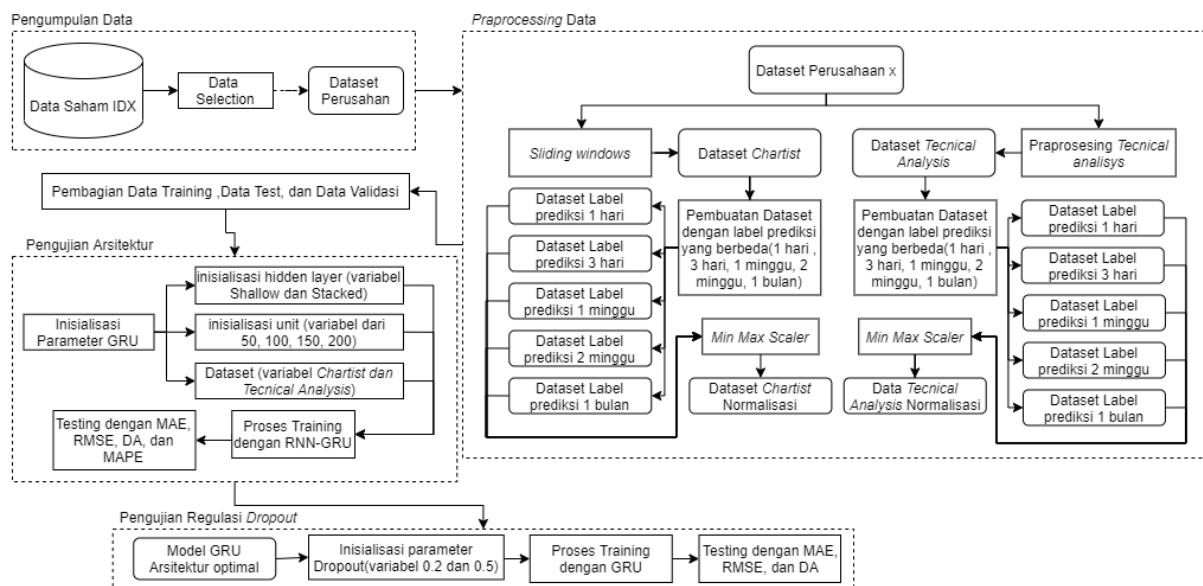 Pengumpulan Data
Data Saham IDX
Data
Selection
Dataset
Perusahan
Praprocessing Data
Dataset Perusahaan x
Sliding windows
Dataset Chartist
Dataset Tecnical
Analysis
Praprosesing Tecnical
analisys
Dataset Label
prediksi 1 hari
Dataset Label
prediksi 3 hari
Dataset Label
prediksi 1 minggu
Dataset Label
prediksi 2 minggu
Dataset Label
prediksi 1 bulan
Pembuatan Dataset
dengan label prediksi
yang berbeda(1 hari ,
3 hari, 1 minggu, 2
minggu, 1 bulan)
Pembuatan Dataset
dengan label prediksi
yang berbeda(1 hari ,
3 hari, 1 minggu, 2
minggu, 1 bulan)
Dataset Label
prediksi 1 hari
Dataset Label
prediksi 3 hari
Dataset Label
prediksi 1 minggu
Dataset Label
prediksi 2 minggu
Dataset Label
prediksi 1 bulan
Min Max Scaler
Dataset Chartist
Normalisasi
Min Max Scaler
Data Tecnical
Analysis Normalisasi
Pembagian Data Training ,Data Test, dan Data Validasi
Pengujian Arsitektur
Inisialisasi
Parameter GRU
inisialisasi hidden layer (variabel
Shallow dan Stacked)
inisialisasi unit (variabel dari
50, 100, 150, 200)
Dataset (variabel Chartist dan
Tecnical Analysis)
Proses Training
dengan RNN-GRU
Testing dengan MAE,
RMSE, DA, dan
MAPE
Pengujian Regulasi Dropout
Model GRU
Arsitektur optimal
Inisialisasi parameter
Dropout(variabel 0.2 dan 0.5)
Proses Training
dengan GRU
Testing dengan MAE,
RMSE, dan DA